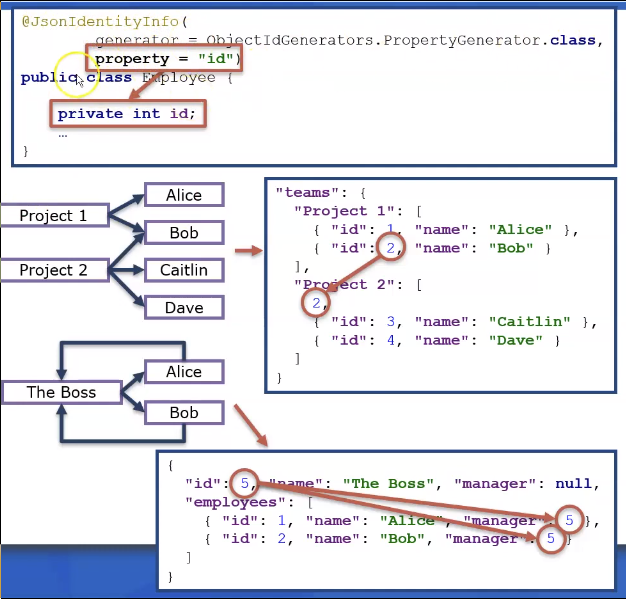 @JsonIdentityInfo(
generator = ObjectIdGenerators.PropertyGenerator.class,
property = "id")
public class Employee {
private int id;
…
}
Project 1
Project 2
Alice
Bob
Caitlin
Dave
"teams": {
"Project 1": [
{ "id": 1, "name": "Alice" },
{ "id": 2, "name": "Bob" }
],
"Project 2": [
2,
{ "id": 3, "name": "Caitlin" },
{ "id": 4, "name": "Dave" }
]
}
The Boss
Alice
Bob
{
"id": 5, "name": "The Boss", "manager": null,
"employees": [
{ "id": 1, "name": "Alice", "manager": 5 },
{ "id": 2, "name": "Bob", "manager": 5 }
]
}